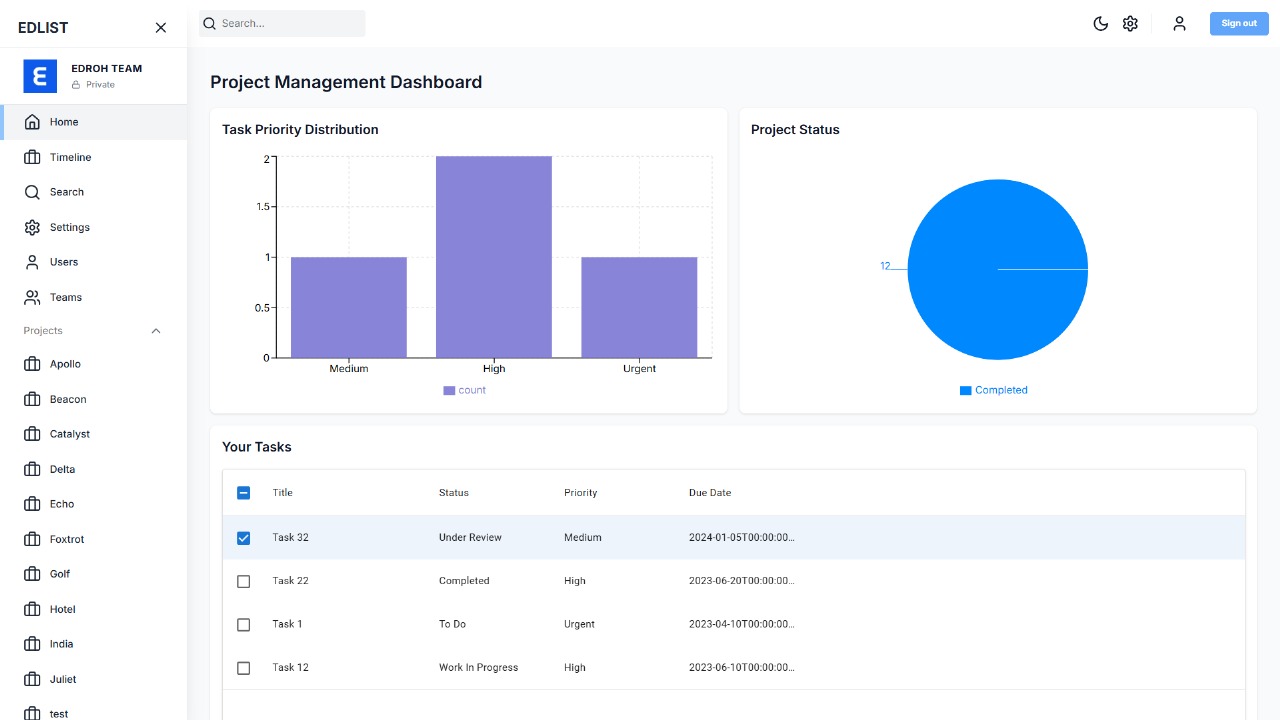 EDLIST
Search...
Sign out
EDROH TEAM
Private
Home
Timeline
Search
Settings
Users
Teams
Projects
Apollo
Beacon
Catalyst
Delta
Echo
Foxtrot
Golf
Hotel
India
Juliet
test
Project Management Dashboard
Task Priority Distribution
2
1.5
1
0.5
0
Medium High Urgent
count
Project Status
12
Completed
Your Tasks
Title Status Priority Due Date
Task 32 Under Review Medium 2024-01-05T00:00:00...
Task 22 Completed High 2023-06-20T00:00:00...
Task 1 To Do Urgent 2023-04-10T00:00:00...
Task 12 Work In Progress High 2023-06-10T00:00:00...